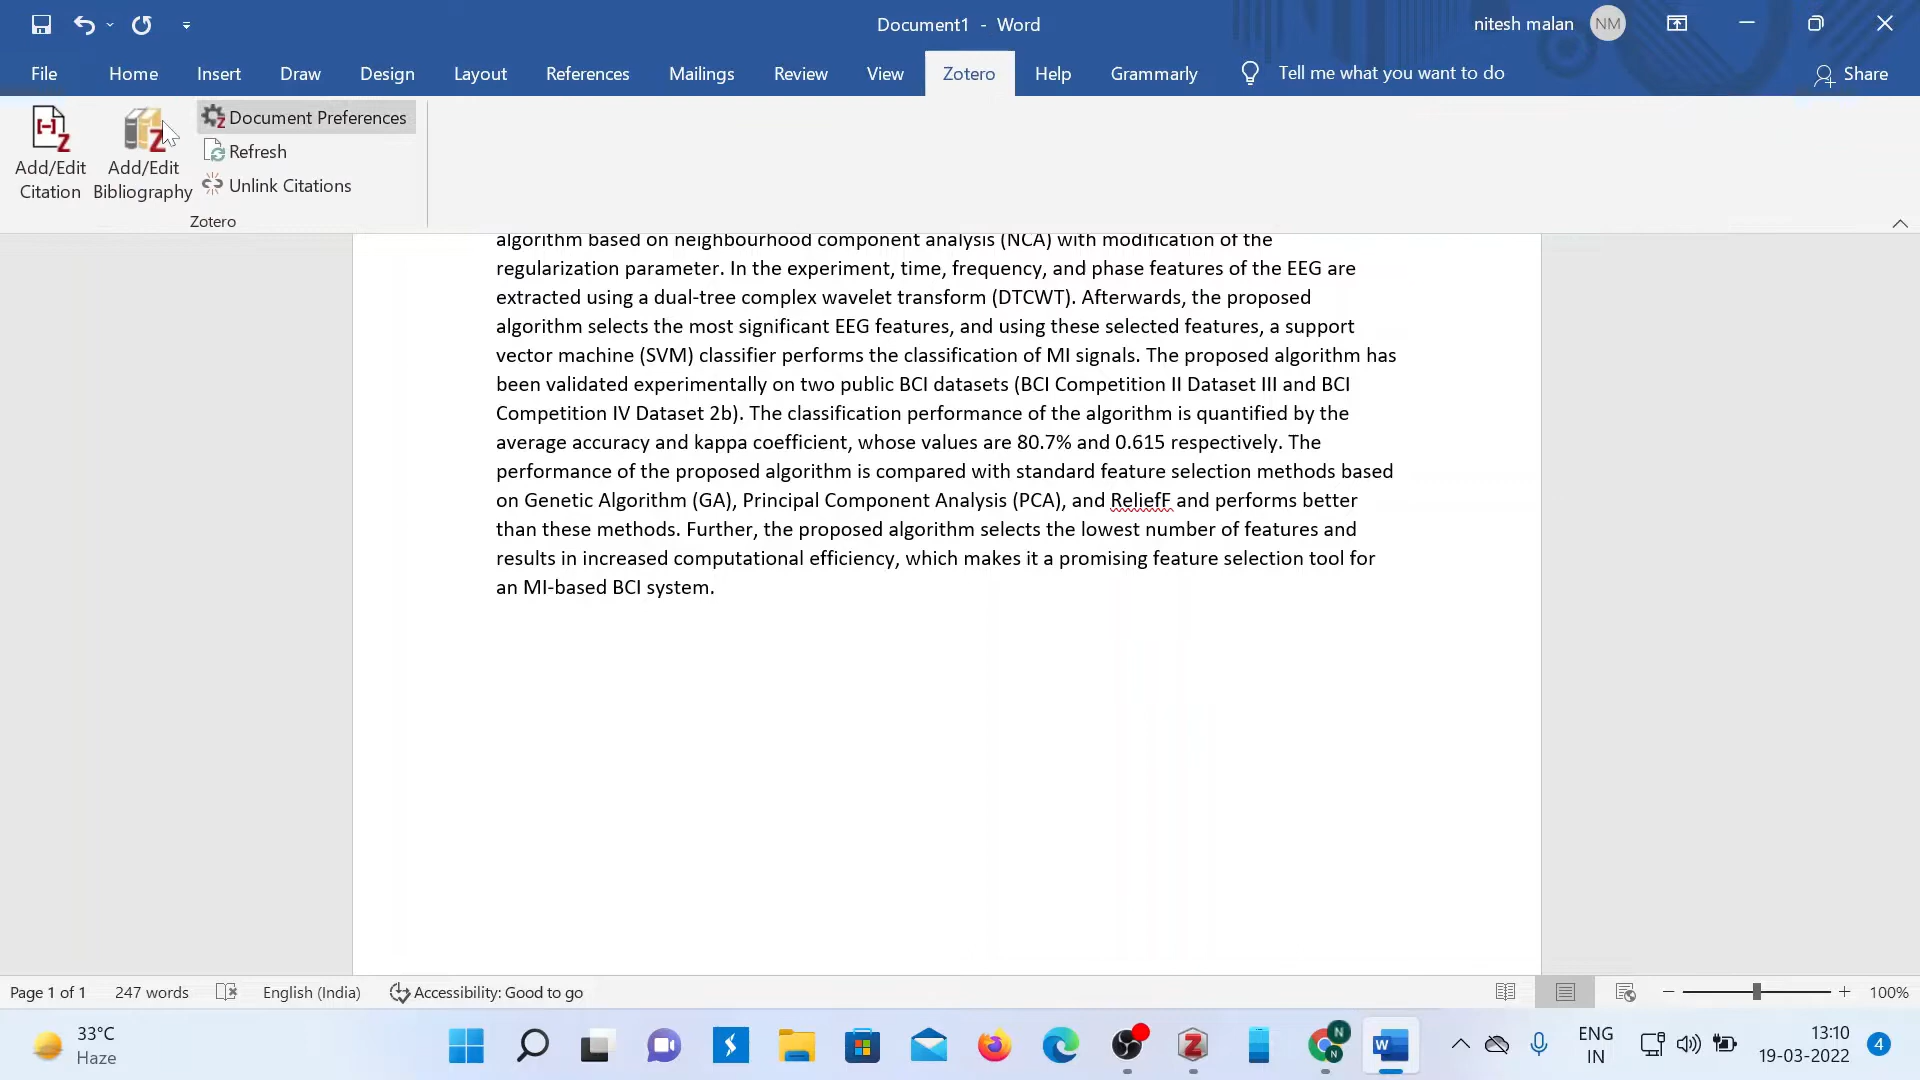 Document1 - Word
nitesh malan
NM
File
Home
Insert
Draw
Design
Layout
References
Mailings
Review
View
Zotero
Help
Grammarly
Tell me what you want to do
Share
Add/Edit
Citation
Add/Edit
Bibliography
Document Preferences
Refresh
Unlink Citations
Zotero
algorithm based on neighbourhood component analysis (NCA) with modification of the
regularization parameter. In the experiment, time, frequency, and phase features of the EEG are
extracted using a dual-tree complex wavelet transform (DTCWT). Afterwards, the proposed
algorithm selects the most significant EEG features, and using these selected features, a support
vector machine (SVM) classifier performs the classification of MI signals. The proposed algorithm has
been validated experimentally on two public BCI datasets (BCI Competition II Dataset III and BCI
Competition IV Dataset 2b). The classification performance of the algorithm is quantified by the
average accuracy and kappa coefficient, whose values are 80.7% and 0.615 respectively. The
performance of the proposed algorithm is compared with standard feature selection methods based
on Genetic Algorithm (GA), Principal Component Analysis (PCA), and ReliefF and performs better
than these methods. Further, the proposed algorithm selects the lowest number of features and
results in increased computational efficiency, which makes it a promising feature selection tool for
an MI-based BCI system.
Page 1 of 1
247 words
English (India)
Accessibility: Good to go
100%
33°C
Haze
ENG
IN
13:10
19-03-2022
4